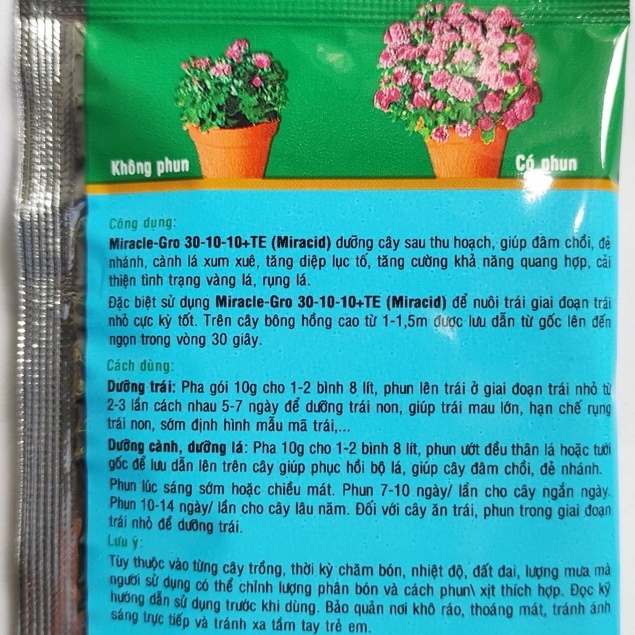 Không phun
Có phun
Công dụng:
Miracle-Gro 30-10-10+TE (Miracid) dưỡng cây sau thu hoạch, giúp đâm chồi, đẻ
nhánh, cành lá xum xuê, tăng diệp lục tố, tăng cường khả năng quang hợp, cải
thiện tình trạng vàng lá, rụng lá.
Đặc biệt sử dụng Miracle-Gro 30-10-10+TE (Miracid) để nuôi trái giai đoạn trái
nhỏ cực kỳ tốt. Trên cây bông hồng cao từ 1-1,5m được lưu dẫn từ gốc lên đến
ngọn trong vòng 30 giây.
Cách dùng:
Dưỡng trái: Pha gói 10g cho 1-2 bình 8 lít, phun lên trái ở giai đoạn trái nhỏ từ
2-3 lần cách nhau 5-7 ngày để dưỡng trái non, giúp trái mau lớn, hạn chế rụng
trái non, sớm định hình mẫu mã trái,...
Dưỡng cành, dưỡng lá: Pha 10g cho 1-2 bình 8 lít, phun ướt đều thân lá hoặc tưới
gốc để lưu dẫn lên trên cây giúp phục hồi bộ lá, giúp cây đâm chồi, đẻ nhánh.
Phun lúc sáng sớm hoặc chiều mát. Phun 7-10 ngày/ lần cho cây ngắn ngày.
Phun 10-14 ngày/ lần cho cây lâu năm. Đối với cây ăn trái, phun trong giai đoạn
trái nhỏ để dưỡng trái.
Lưu ý:
Tùy thuộc vào từng cây trồng, thời kỳ chăm bón, nhiệt độ, đất đai, lượng mưa mà
người sử dụng có thể chỉnh lượng phân bón và cách phun\ xịt thích hợp. Đọc kỹ
hướng dẫn sử dụng trước khi dùng. Bảo quản nơi khô ráo, thoáng mát, tránh ánh
sáng trực tiếp và tránh xa tầm tay trẻ em.